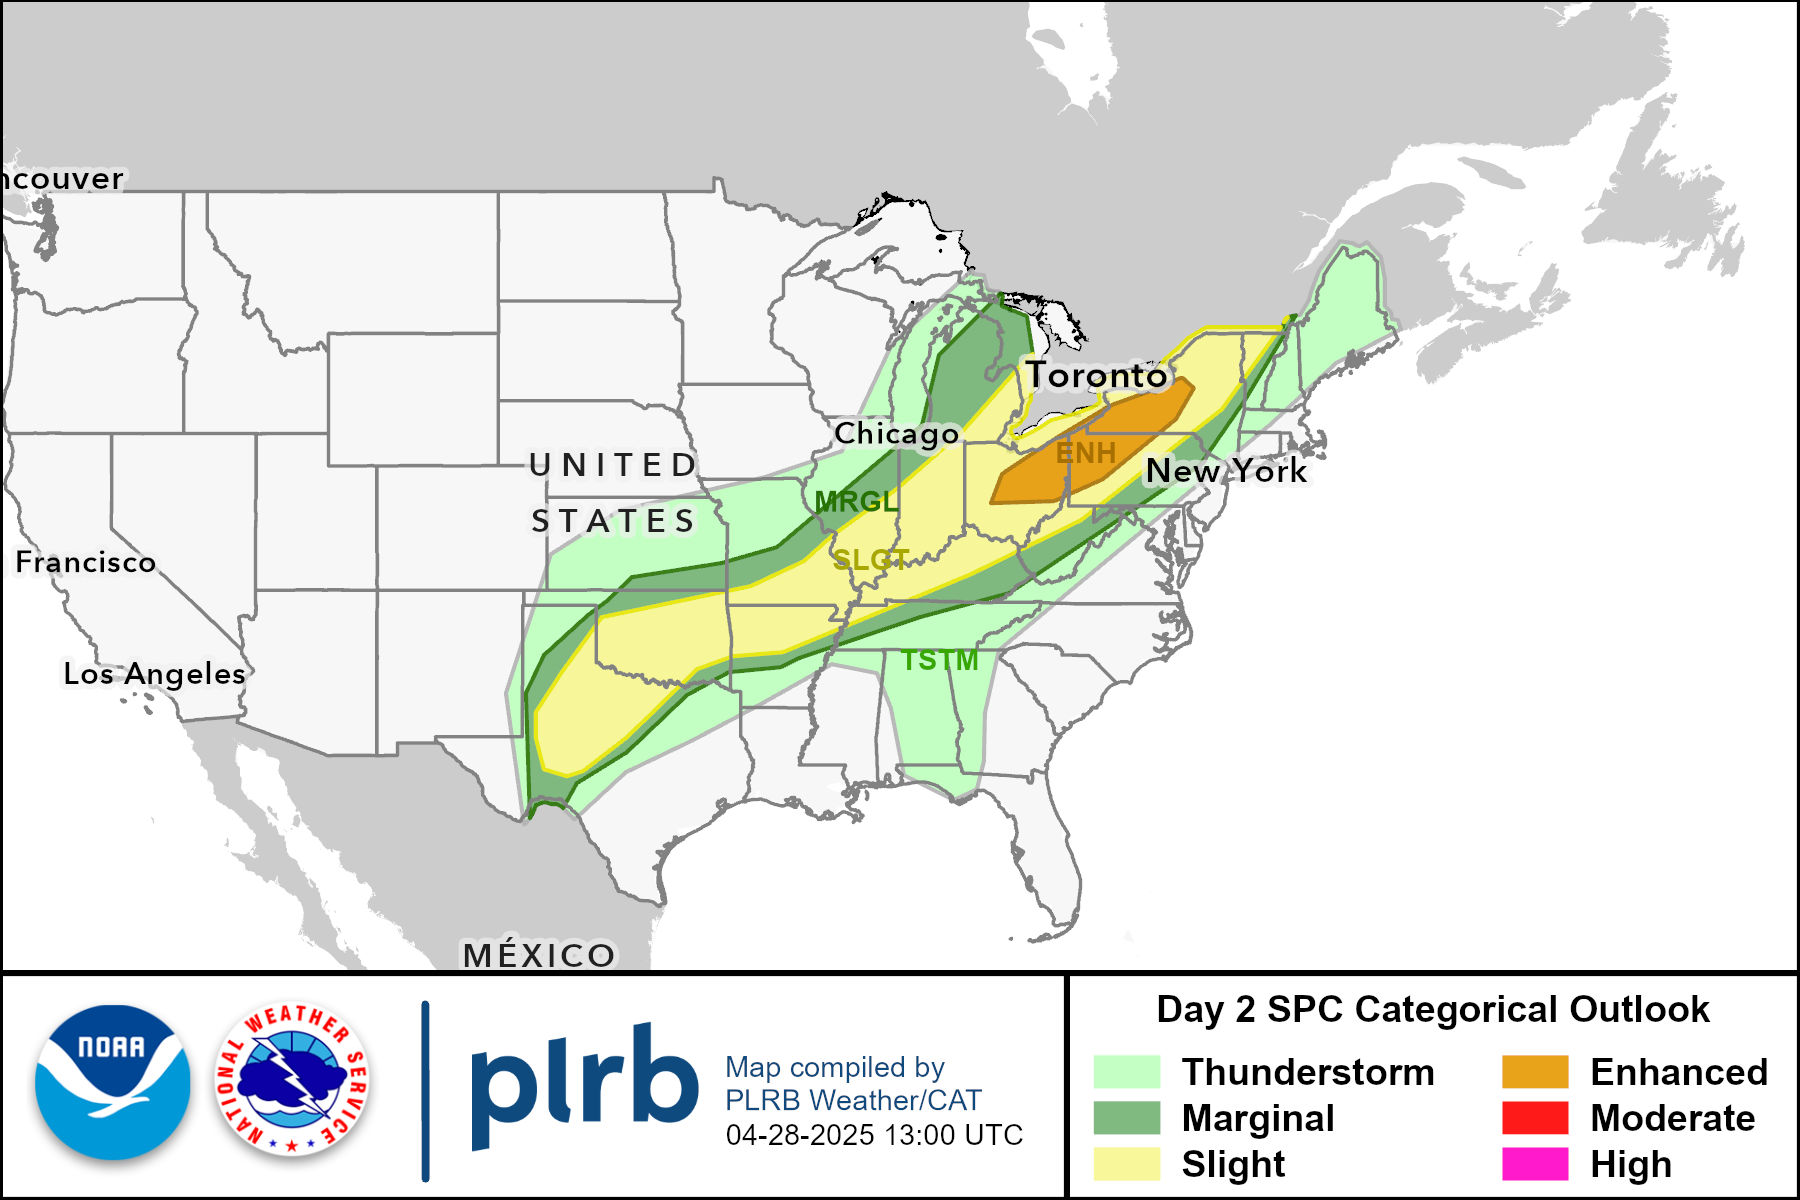 ncouver
Toronto
Chicago
UNITED
ENH
New York
MRGL
STATES
SLGT
Francisco
TSTM
Los Angeles
MÉXICO
NOAA
NATIONAL WEATHER SERVICE
plrb
Map compiled by
PLRB Weather/CAT
04-28-2025 13:00 UTC
Day 2 SPC Categorical Outlook
Thunderstorm
Marginal
Slight
Enhanced
Moderate
High